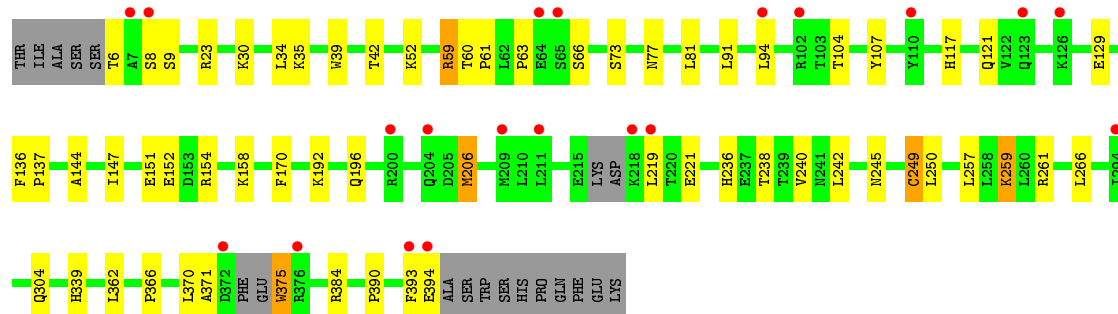 THR ILE ALA SER SER T6 A7 S8 S9 R23 K30 L34 K35 W39 T42 K52 R59 T60 P61 L62 P63 E64 S65 S66 S73 N77 L81 L91 L94 R102 T103 T104 Y107 Y110 H117 Q121 V122 Q123 K126 E129
F136 P137 A144 I147 E151 E152 D153 R154 K158 F170 K192 Q196 R200 Q204 D205 M206 M209 L210 L211 E215 LYS ASP K218 L219 T220 E221 H236 E237 T238 T239 V240 N241 L242 N245 C249 L250 L257 L258 K259 L260 R261 L266 I294
Q304 H339 L362 P366 L370 A371 D372 PHE GLU W375 R376 R384 P390 F393 E394 ALA SER TRP SER HIS PRO GLN PHE GLU LYS